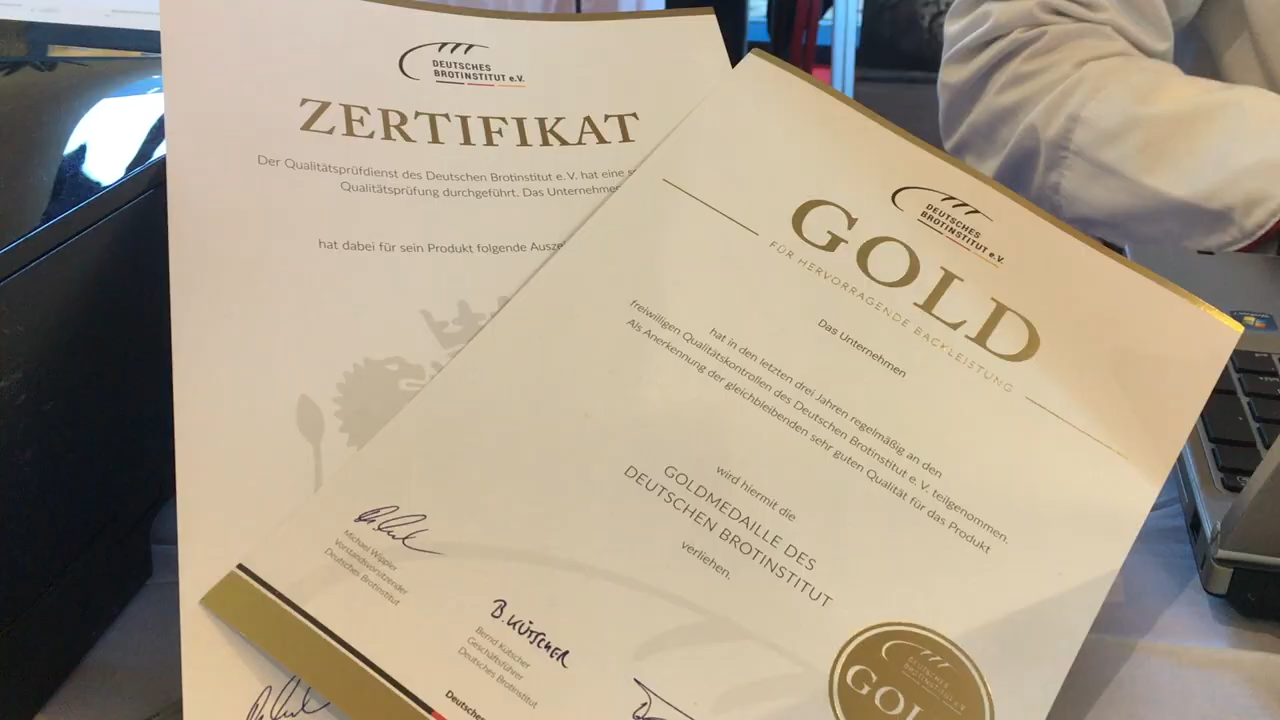 DEUTSCHES
BROTINSTITUT e.V.
ZERTIFIKAT
Der Qualitätsprüfdienst des Deutschen Brotinstitut e. V. hat eine
Qualitätsprüfung durchgeführt. Das
hat dabei für sein Produkt folgende
DEUTSCHES
BROTINSTITUT e.V.
GOLD
FÜR HERVORRAGENDE BACKLEISTUNG
Das Unternehmen
hat in den letzten drei Jahren regelmäßig an den
freiwilligen Qualitätskontrollen des Deutschen Brotinstitut e. V. teilgenommen.
Als Anerkennung der gleichbleibenden sehr guten Qualität für das Produkt
wird hiermit die
GOLDMEDAILLE DES
DEUTSCHEN BROTINSTITUT
verliehen.
Michael Wippler
Vorstandsvorsitzender
Deutsches Brotinstitut
B. KÜTSCHER
Bernd Kütscher
Geschäftsführer
Deutsches Brotinstitut
DEUTSCHES
BROTINSTITUT e.V.